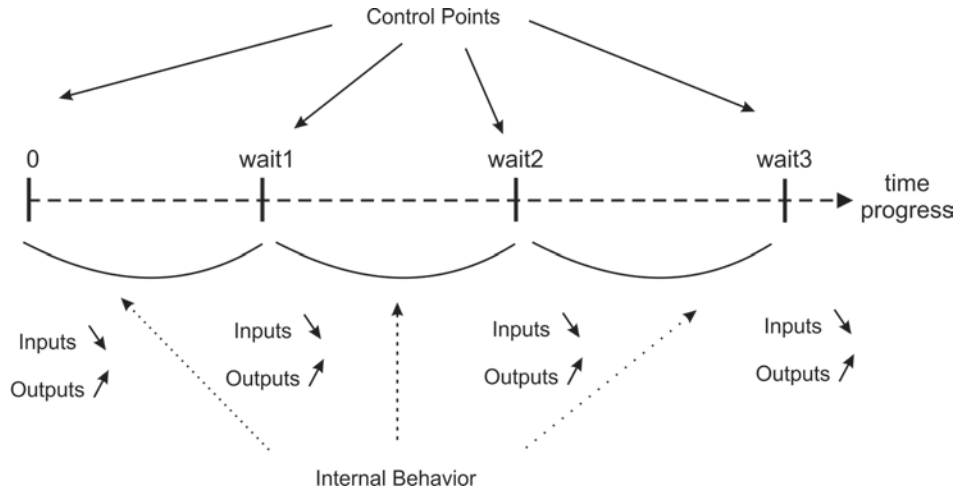 Control Points
0
wait1
wait2
wait3
time
progress
Inputs
Inputs
Inputs
Inputs
Outputs
Outputs
Outputs
Outputs
Internal Behavior